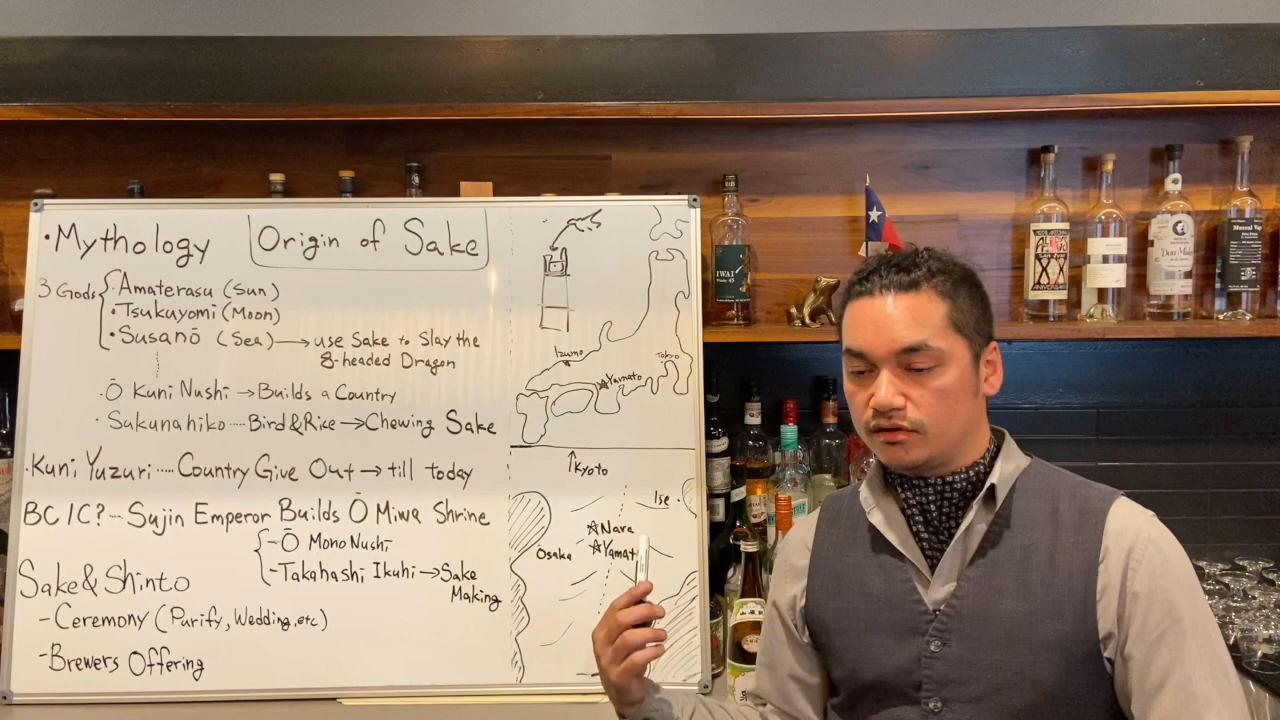 ·Mythology
Origin of Sake
3 Gods
·Amaterasu (Sun)
·Tsukuyomi (Moon)
·Susanō (Sea) → use Sake to Slay the
8-headed Dragon
·Ō Kuni Nushi → Builds a Country
·Sukunahiko .... Bird & Rice → Chewing Sake
·Kuni Yuzuri ..... Country Give Out → till today
BC 1C? ... Sujin Emperor Builds Ō Miwa Shrine
-Ō Mono Nushi
-Takahashi Ikuhi → Sake
Making
Sake & Shinto
-Ceremony (Purify, Wedding, etc)
-Brewers Offering
Izumo
Tokyo
☆Yamato
↑Kyoto
Ise
☆Nara
Osaka
☆Yamat
IWAI
45
Mezcal